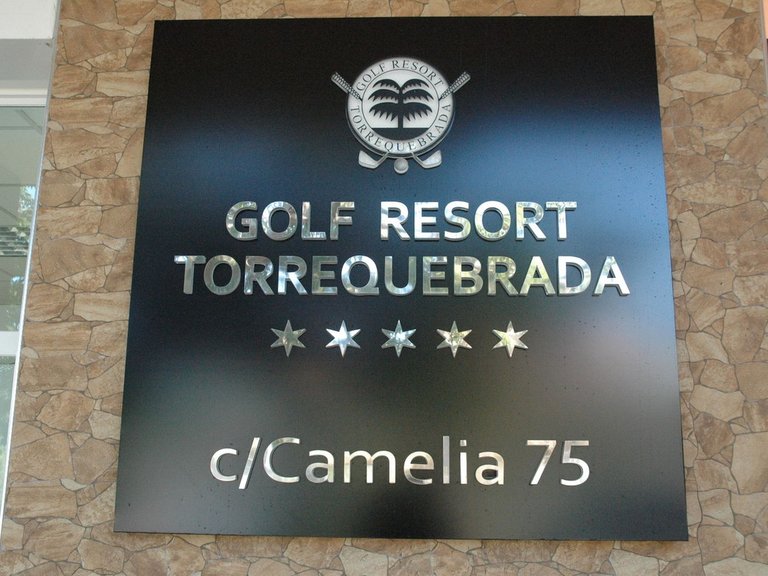 GOLF RESORT
TORREQUEBRADA
GOLF RESORT
TORREQUEBRADA
c/Camelia 75